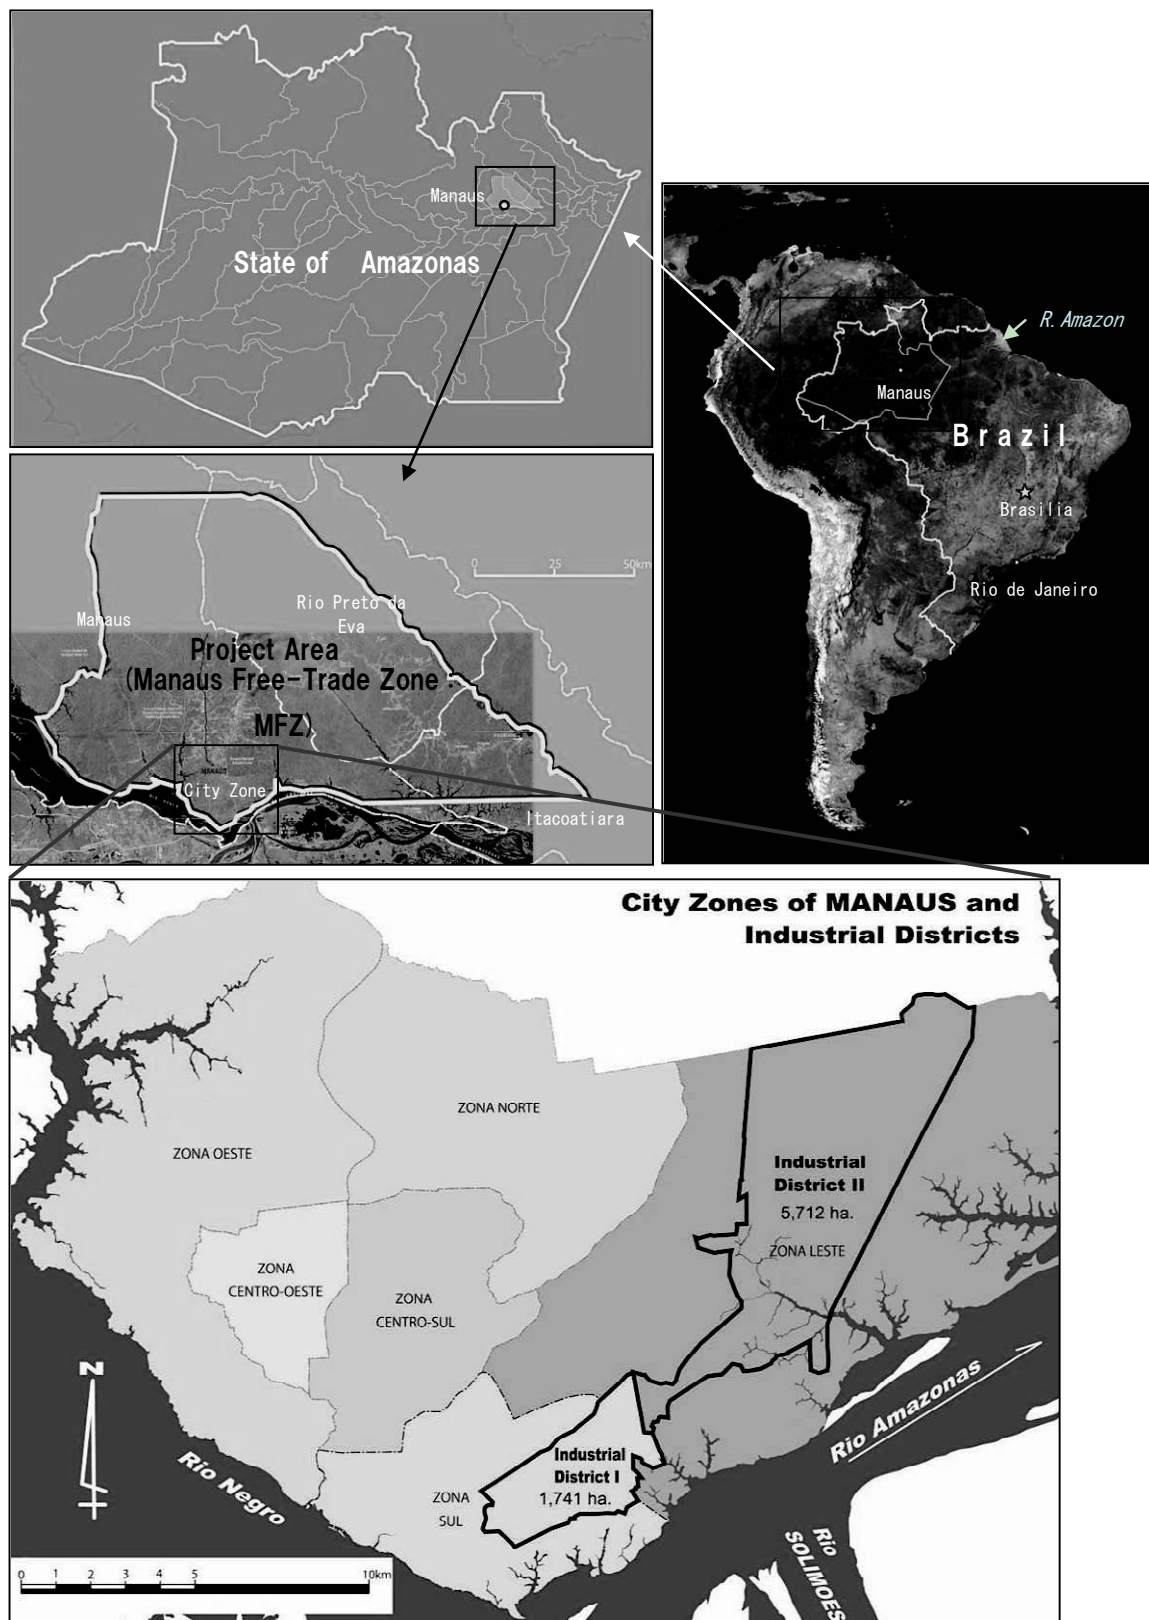 Manaus
State of Amazonas
R.Amazon
Manaus
Brazil
Brasilia
Rio de Janeiro
0 25 50km
Rio Preto da
Eva
Manaus
Project Area
(Manaus Free-Trade Zone :
MFZ)
MANAUS
City Zone
Itacoatiara
City Zones of MANAUS and
Industrial Districts
ZONA NORTE
ZONA OESTE
Industrial
District II
5,712 ha.
ZONA LESTE
ZONA
CENTRO-OESTE
ZONA
CENTRO-SUL
N
Rio Amazonas
Rio Negro
Industrial
District I
1,741 ha.
ZONA
SUL
Rio
SOLIMOES
0 1 2 3 4 5 10km